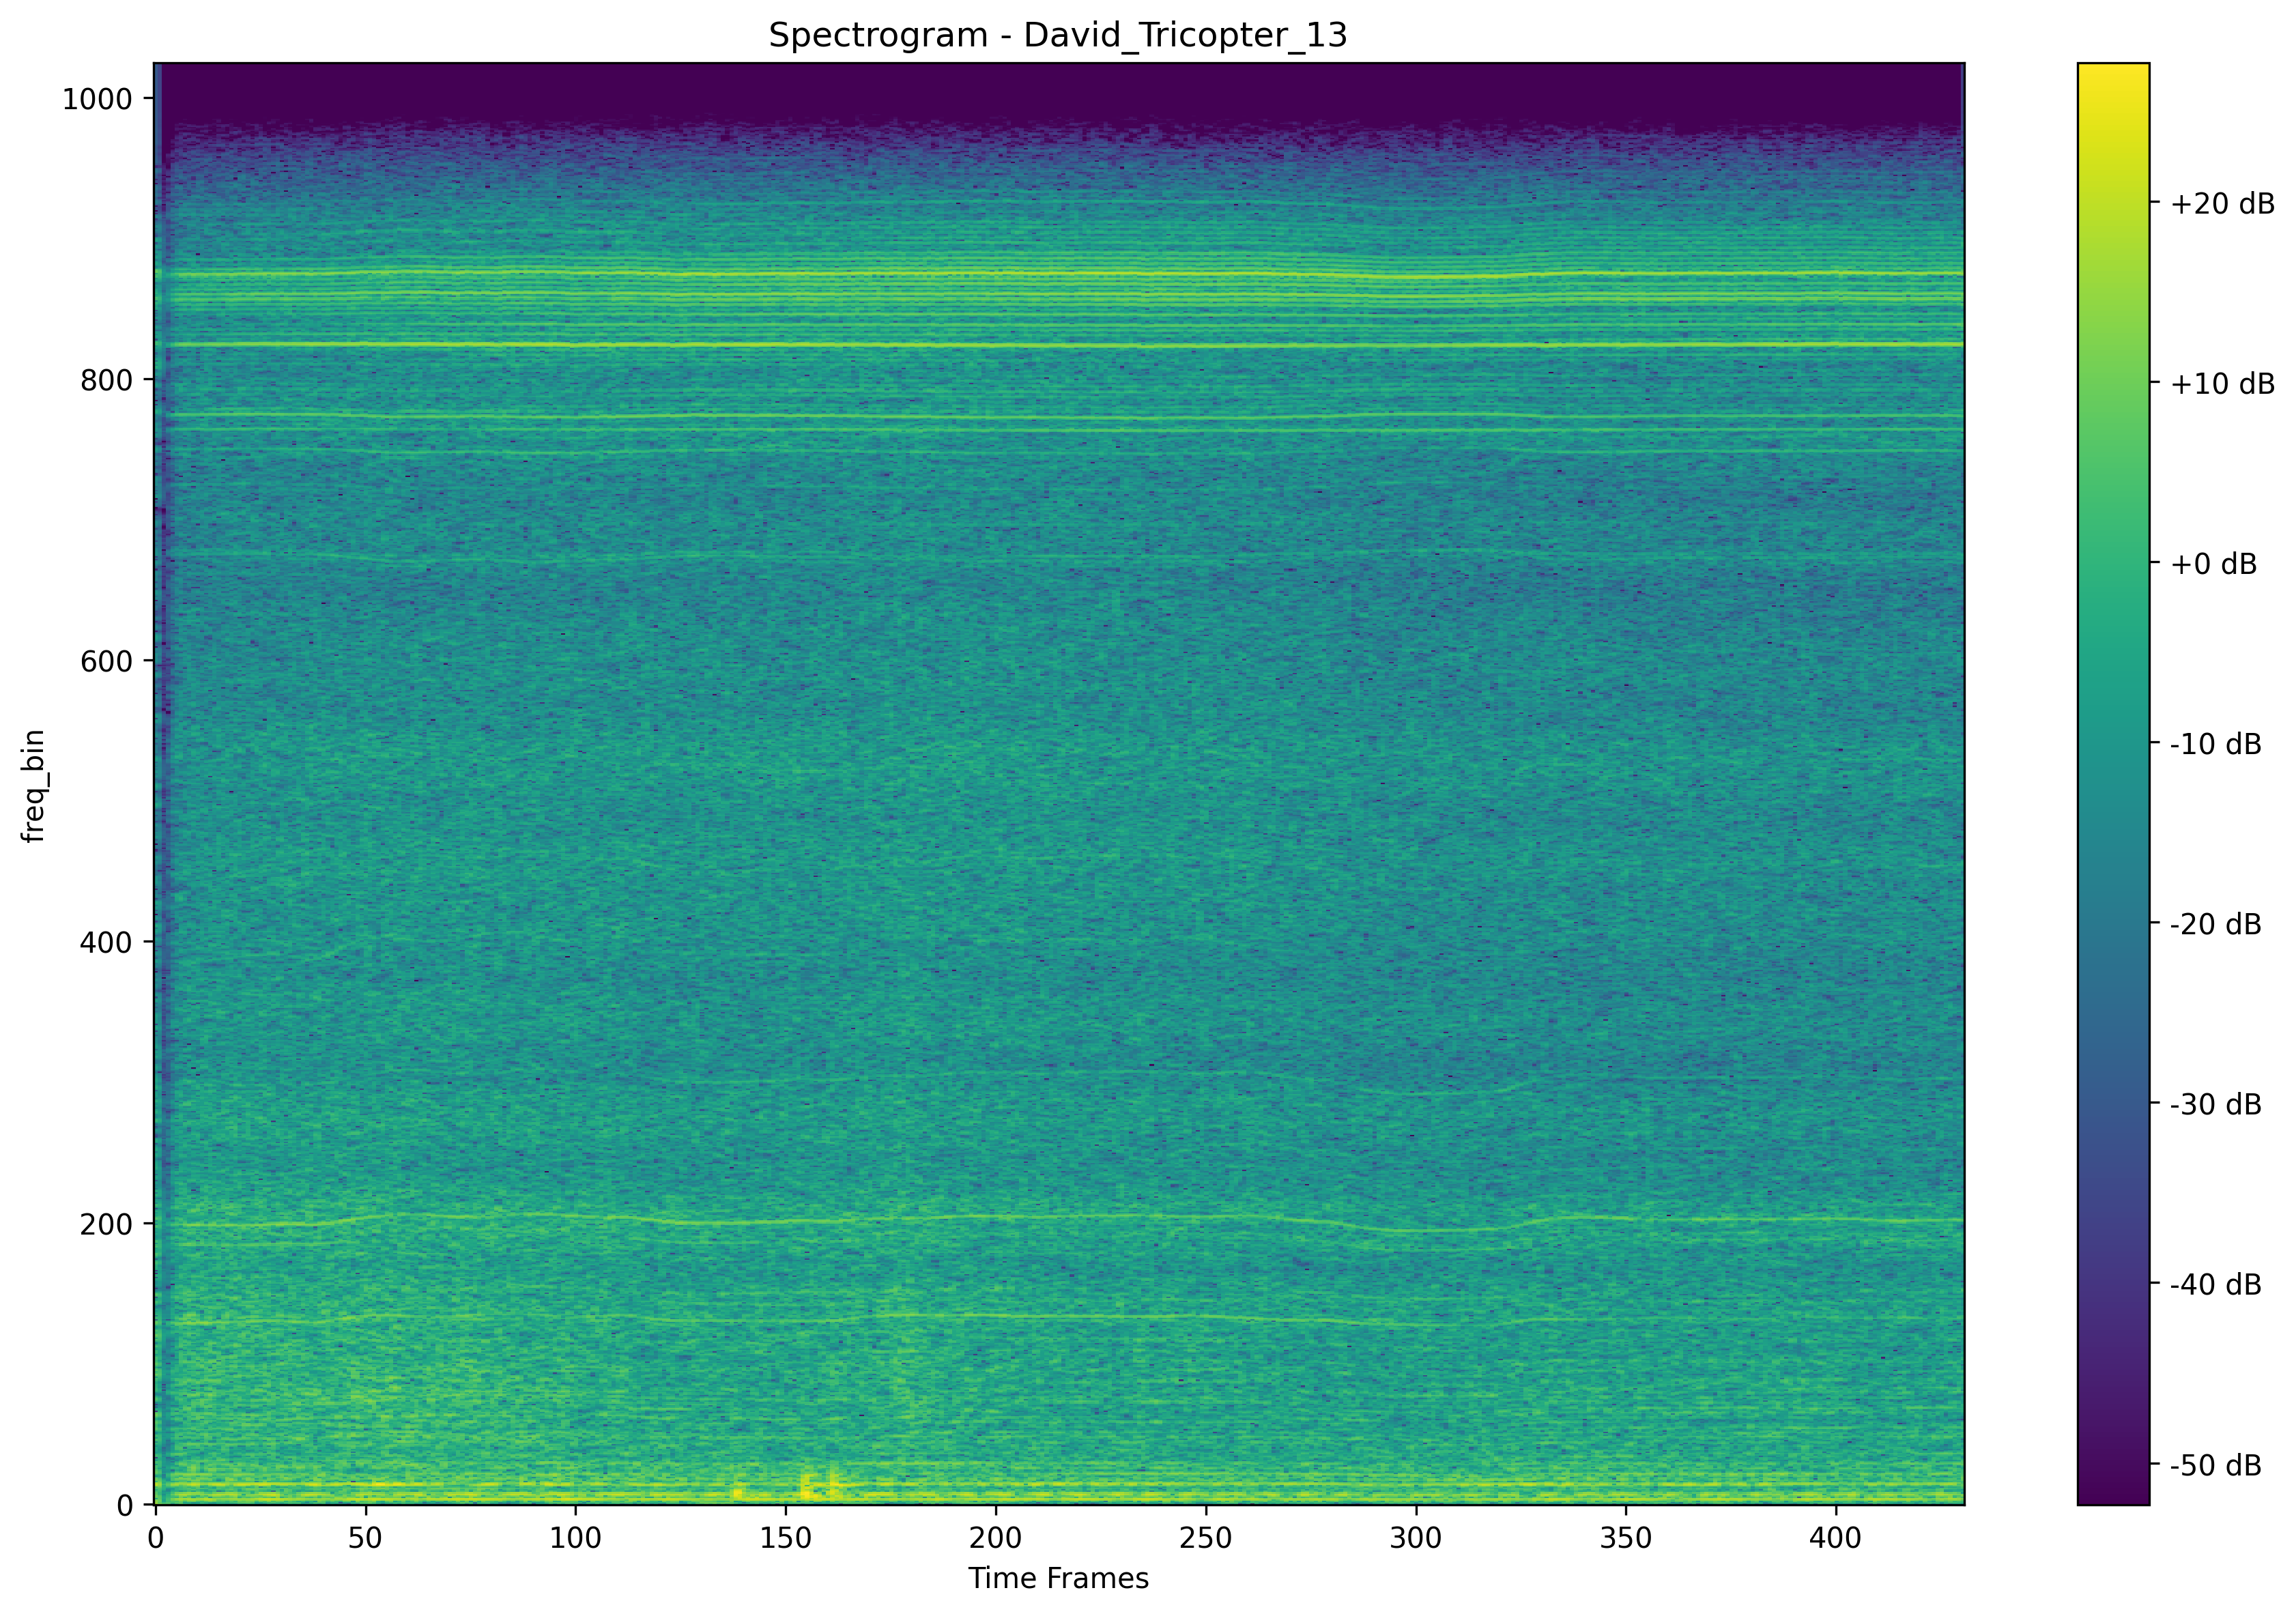 Spectrogram - David_Tricopter_13
1000
800
600
400
200
0
freq_bin
0 50 100 150 200 250 300 350 400
Time Frames
+20 dB
+10 dB
+0 dB
-10 dB
-20 dB
-30 dB
-40 dB
-50 dB